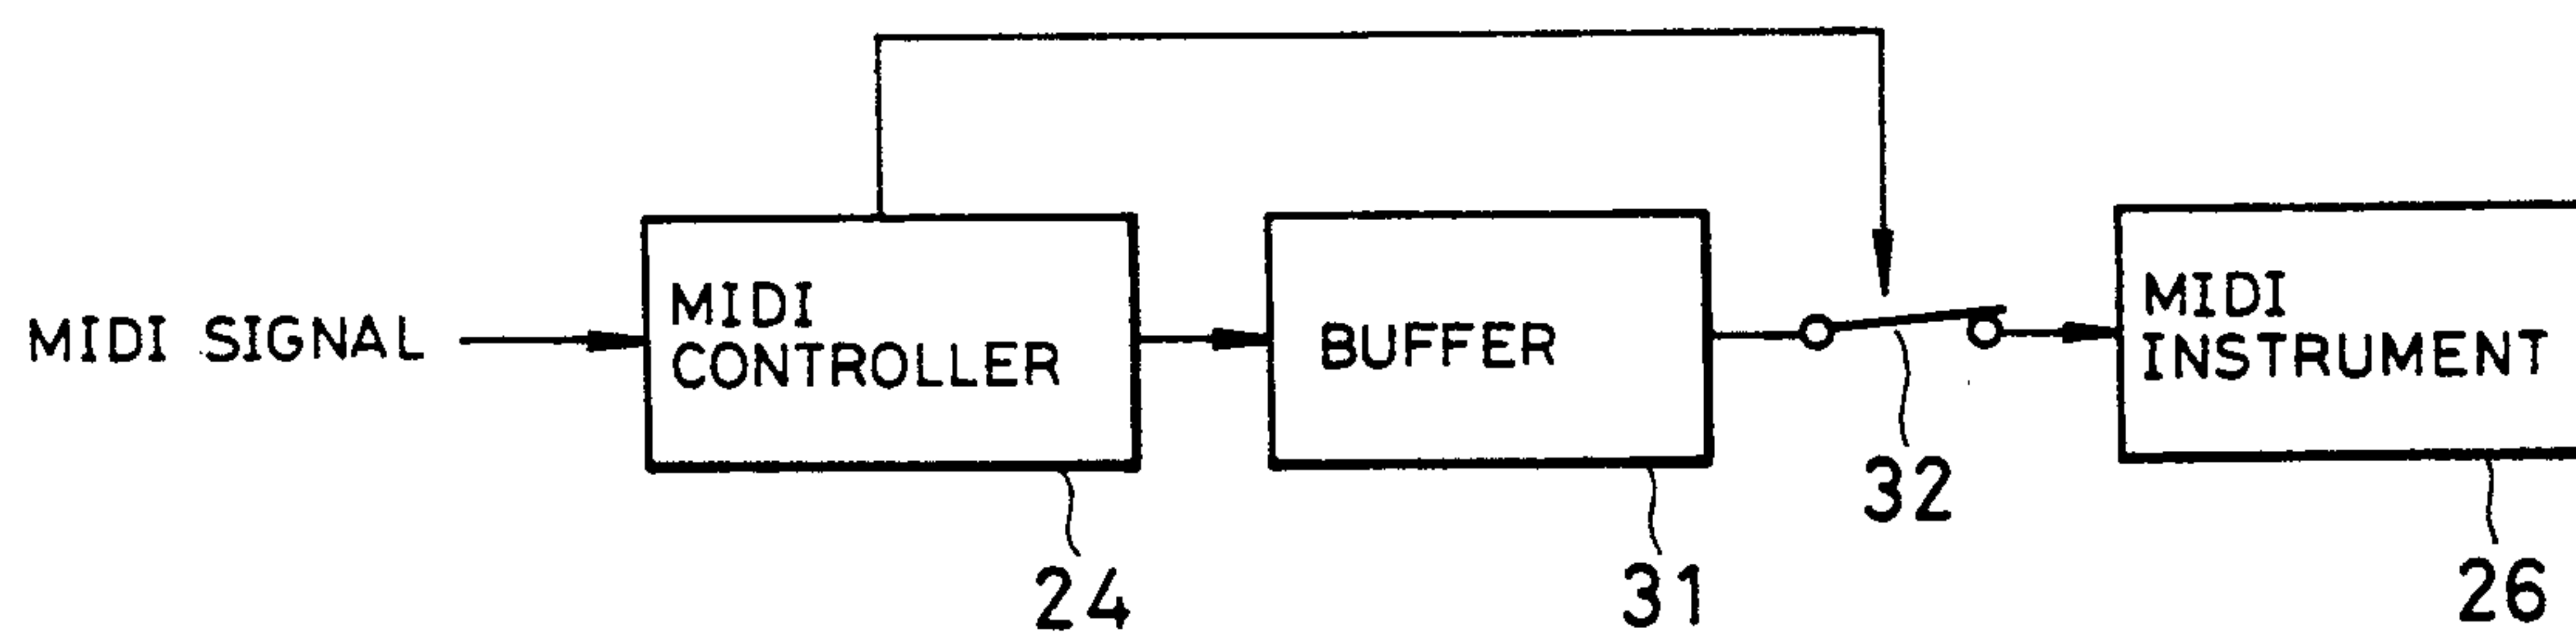 MIDI SIGNAL
MIDI
CONTROLLER
BUFFER
MIDI
INSTRUMENT
24
31
32
26